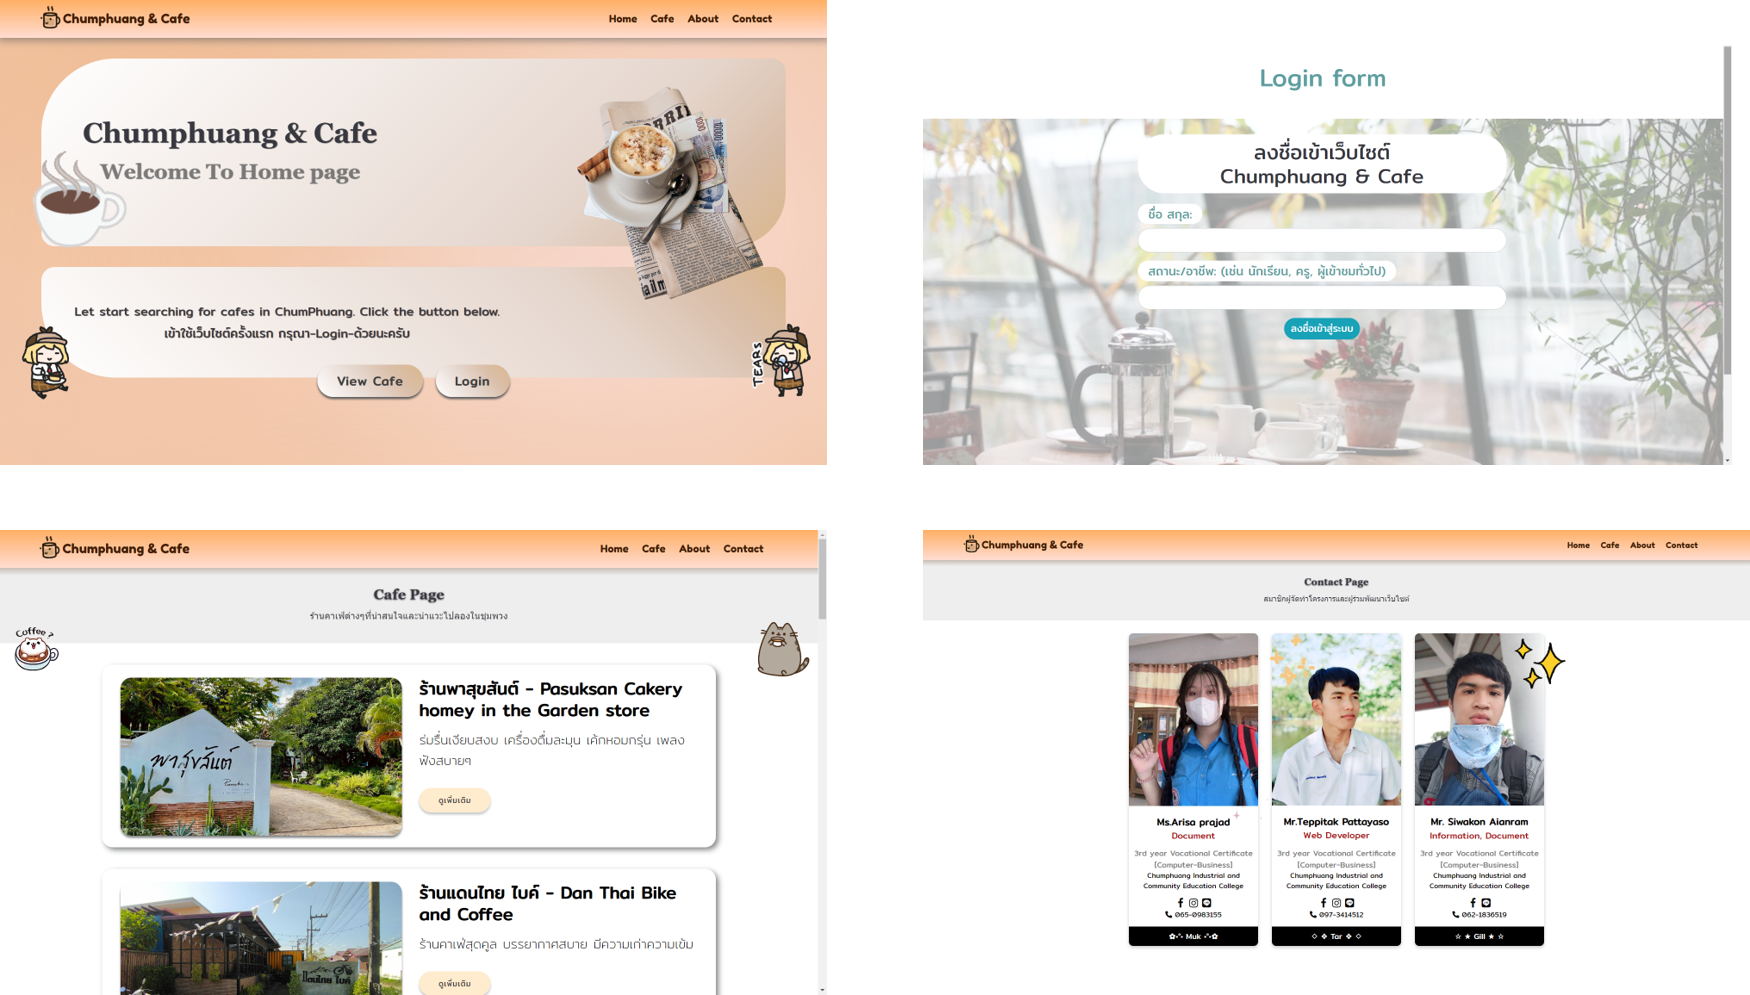 Chumphuang & Cafe
Home Cafe About Contact
Chumphuang & Cafe
Welcome To Home page
Let start searching for cafes in ChumPhuang. Click the button below.
เข้าใช้เว็บไซต์ครั้งแรก กรุณา-Login-ด้วยนะครับ
View Cafe Login
TEARS
Login form
ลงชื่อเข้าเว็บไซต์
Chumphuang & Cafe
ชื่อ สกุล:
สถานะ/อาชีพ: (เช่น นักเรียน, ครู, ผู้เข้าชมทั่วไป)
ลงชื่อเข้าสู่ระบบ
Chumphuang & Cafe
Home Cafe About Contact
Cafe Page
ร้านคาเฟ่ต่างๆที่น่าสนใจและน่าแวะไปลองในชุมพวง
Coffee ?
พาสุขสันต์
ร้านพาสุขสันต์ - Pasuksan Cakery
homey in the Garden store
ร่มรื่นเงียบสงบ เครื่องดื่มละมุน เค้กหอมกรุ่น เพลง
ฟังสบายๆ
ดูเพิ่มเติม
แดนไทย ไบค์
ร้านแดนไทย ไบค์ - Dan Thai Bike
and Coffee
ร้านคาเฟ่สุดคูล บรรยากาศสบาย มีความเก่าความเข้ม
ดูเพิ่มเติม
Chumphuang & Cafe
Home Cafe About Contact
Contact Page
สมาชิกผู้จัดทำโครงการและผู้ร่วมพัฒนาเว็บไซต์
Ms.Arisa prajad
Document
3rd year Vocational Certificate
[Computer-Business]
Chumphuang Industrial and
Community Education College
065-0983155
Muk
Mr.Teppitak Pattayaso
Web Developer
3rd year Vocational Certificate
[Computer-Business]
Chumphuang Industrial and
Community Education College
097-3414512
Tar
Mr. Siwakon Aianram
Information, Document
3rd year Vocational Certificate
[Computer-Business]
Chumphuang Industrial and
Community Education College
062-1836519
Gill